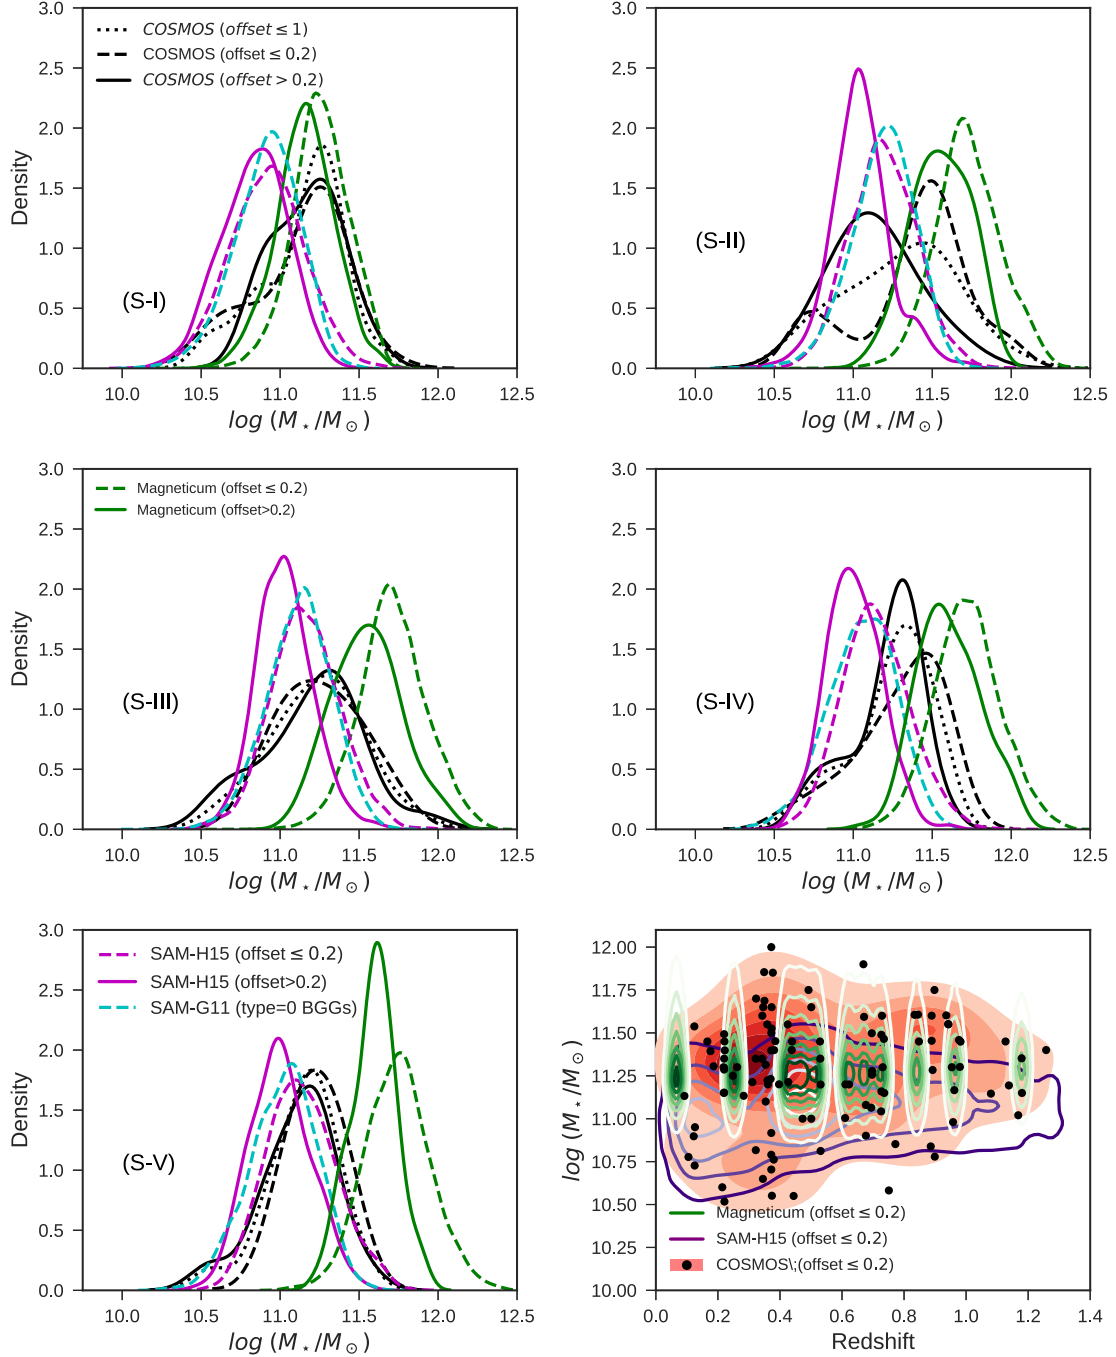 COSMOS (offset ≤ 1)
COSMOS (offset ≤ 0.2)
COSMOS (offset > 0.2)
(S-I)
Density
0.0 0.5 1.0 1.5 2.0 2.5 3.0
10.0 10.5 11.0 11.5 12.0 12.5
log (M⋆/M⊙)
(S-II)
0.0 0.5 1.0 1.5 2.0 2.5 3.0
10.0 10.5 11.0 11.5 12.0 12.5
log (M⋆/M⊙)
Magneticum (offset ≤ 0.2)
Magneticum (offset>0.2)
(S-III)
Density
0.0 0.5 1.0 1.5 2.0 2.5 3.0
10.0 10.5 11.0 11.5 12.0 12.5
log (M⋆/M⊙)
(S-IV)
0.0 0.5 1.0 1.5 2.0 2.5 3.0
10.0 10.5 11.0 11.5 12.0 12.5
log (M⋆/M⊙)
SAM-H15 (offset ≤ 0.2)
SAM-H15 (offset>0.2)
SAM-G11 (type=0 BGGs)
(S-V)
Density
0.0 0.5 1.0 1.5 2.0 2.5 3.0
10.0 10.5 11.0 11.5 12.0 12.5
log (M⋆/M⊙)
log (M⋆/M⊙)
10.00 10.25 10.50 10.75 11.00 11.25 11.50 11.75 12.00
Magneticum (offset ≤ 0.2)
SAM-H15 (offset ≤ 0.2)
COSMOS\;(offset ≤ 0.2)
0.0 0.2 0.4 0.6 0.8 1.0 1.2 1.4
Redshift